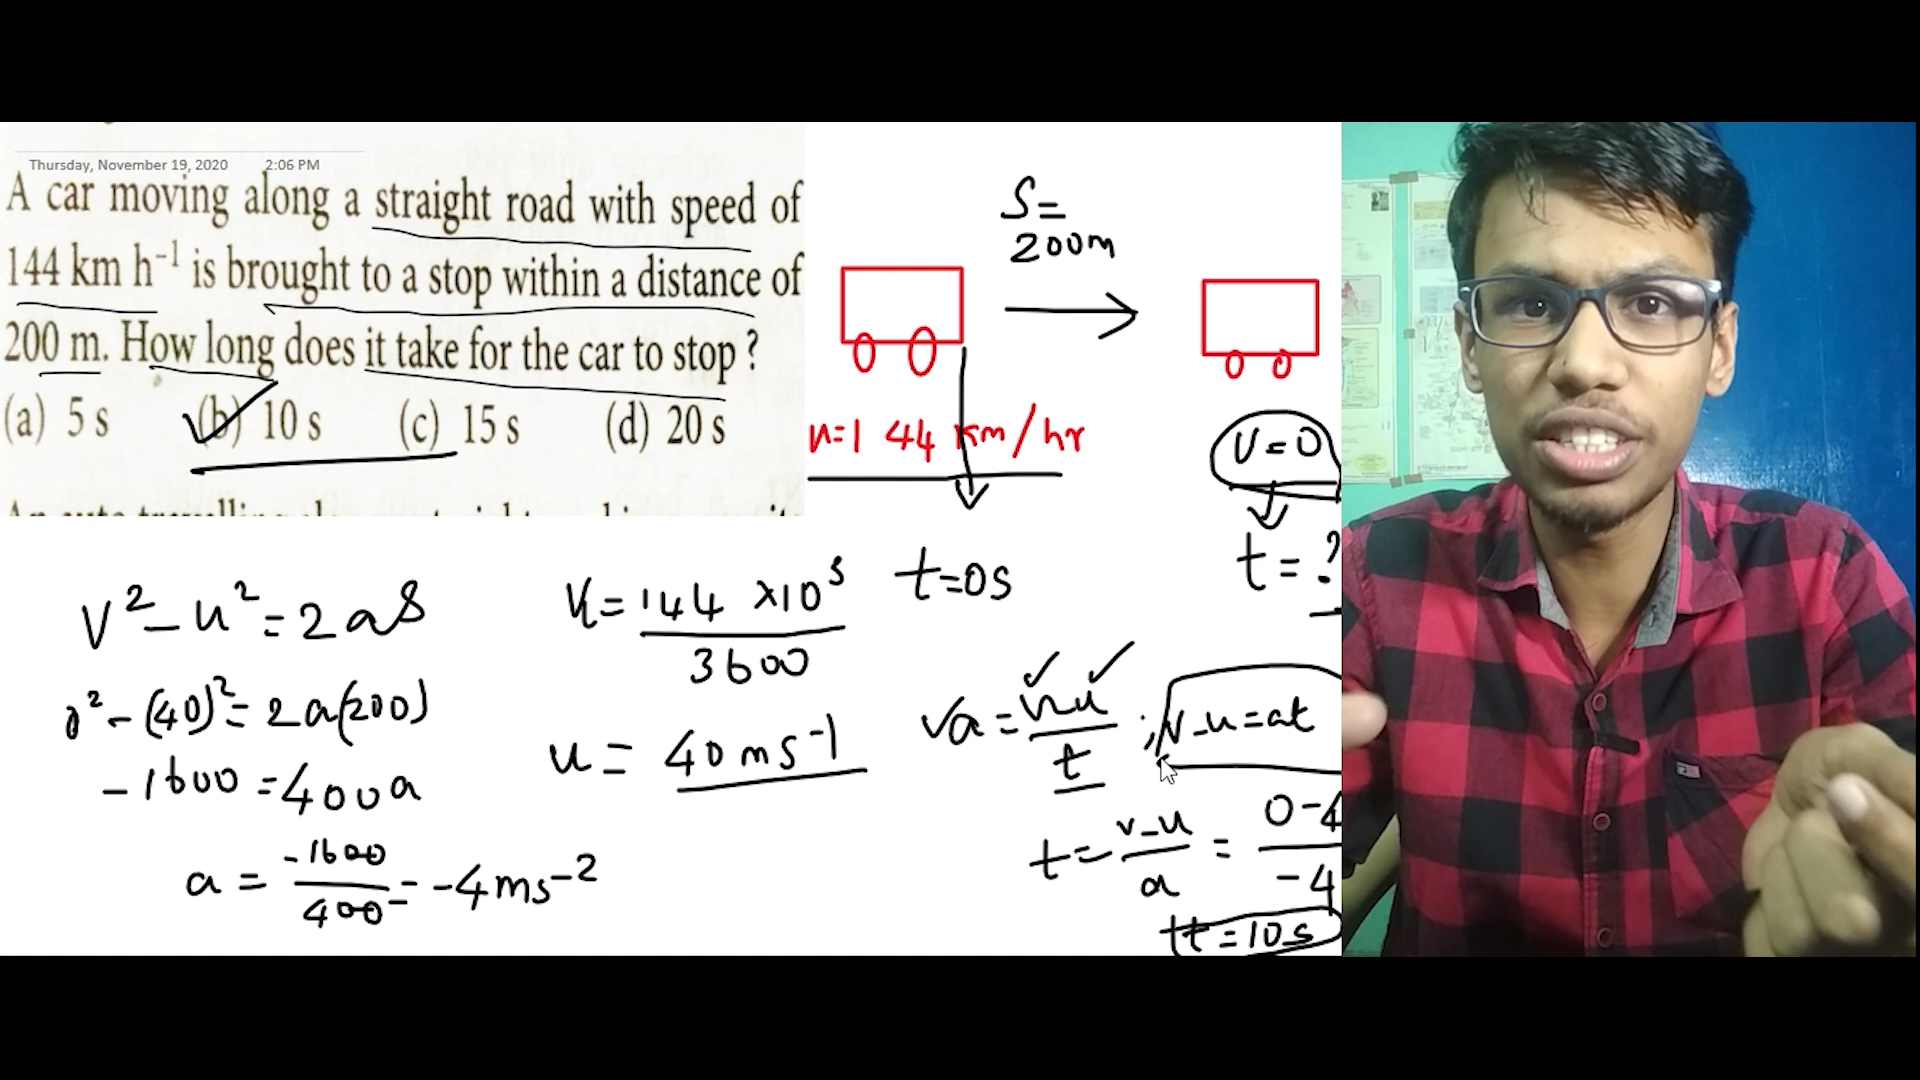 Thursday, November 19, 2020 2:06 PM
A car moving along a straight road with speed of
144 km h⁻¹ is brought to a stop within a distance of
200 m. How long does it take for the car to stop ?
(a) 5 s (b) 10 s (c) 15 s (d) 20 s
S=
200m
u=1 44 km/hr
v=0
t=0s
t=?
v²-u²=2as
0²-(40)²=2a(200)
-1600=400a
a = -1600/400 = -4ms⁻²
u=144 ×10³/3600
u= 40ms⁻¹
a = v-u/t ; v-u=at
t= v-u/a = 0-4
-4
t=10s